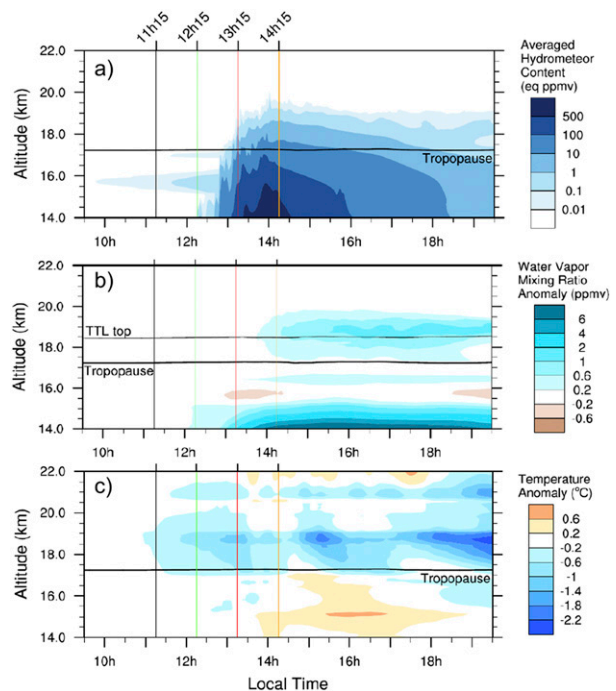 11h15
12h15
13h15
14h15
a)
22.0
20.0
18.0
16.0
14.0
Altitude (km)
Tropopause
10h
12h
14h
16h
18h
Averaged
Hydrometeor
Content
(eq ppmv)
500
100
10
1
0.1
0.01
b)
22.0
20.0
18.0
16.0
14.0
Altitude (km)
TTL top
Tropopause
10h
12h
14h
16h
18h
Water Vapor
Mixing Ratio
Anomaly (ppmv)
6
4
2
1
0.6
0.2
-0.2
-0.6
c)
22.0
20.0
18.0
16.0
14.0
Altitude (km)
Tropopause
10h
12h
14h
16h
18h
Local Time
Temperature
Anomaly (°C)
0.6
0.2
-0.2
-0.6
-1
-1.4
-1.8
-2.2